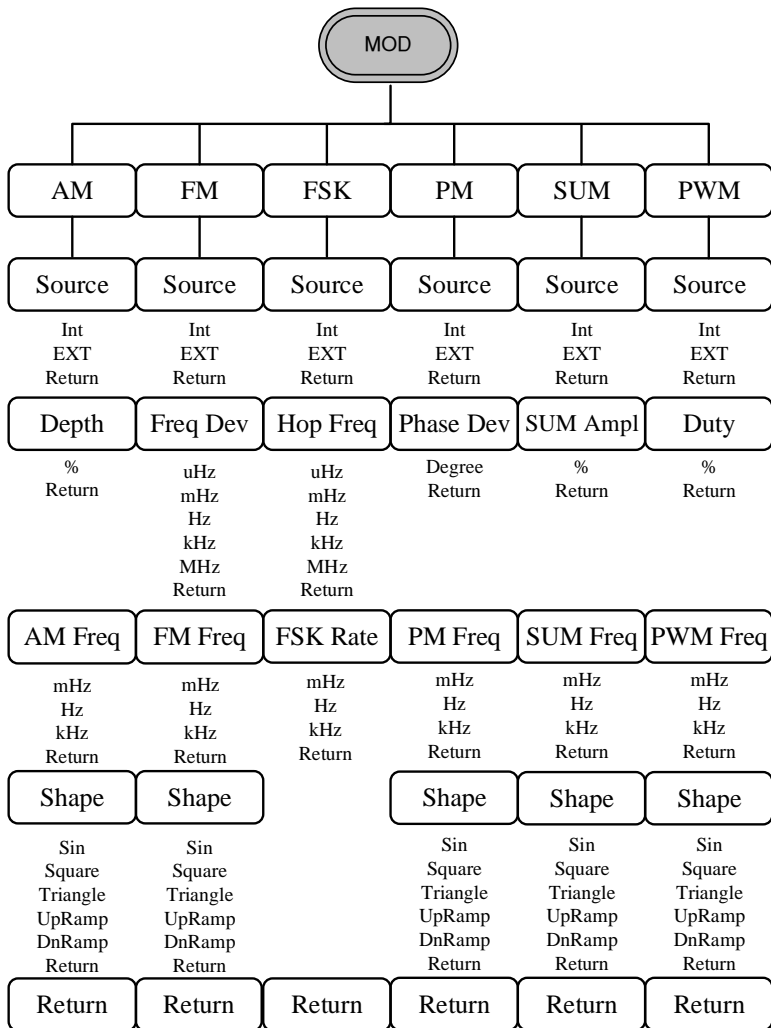 MOD
AM FM FSK PM SUM PWM
Source Source Source Source Source Source
Int Int Int Int Int Int
EXT EXT EXT EXT EXT EXT
Return Return Return Return Return Return
Depth Freq Dev Hop Freq Phase Dev SUM Ampl Duty
% uHz uHz Degree % %
Return mHz mHz Return Return Return
Hz Hz
kHz kHz
MHz MHz
Return Return
AM Freq FM Freq FSK Rate PM Freq SUM Freq PWM Freq
mHz mHz mHz mHz mHz mHz
Hz Hz Hz Hz Hz Hz
kHz kHz kHz kHz kHz kHz
Return Return Return Return Return Return
Shape Shape Shape Shape Shape
Sin Sin Sin Sin Sin
Square Square Square Square Square
Triangle Triangle Triangle Triangle Triangle
UpRamp UpRamp UpRamp UpRamp UpRamp
DnRamp DnRamp DnRamp DnRamp DnRamp
Return Return Return Return Return
Return Return Return Return Return Return